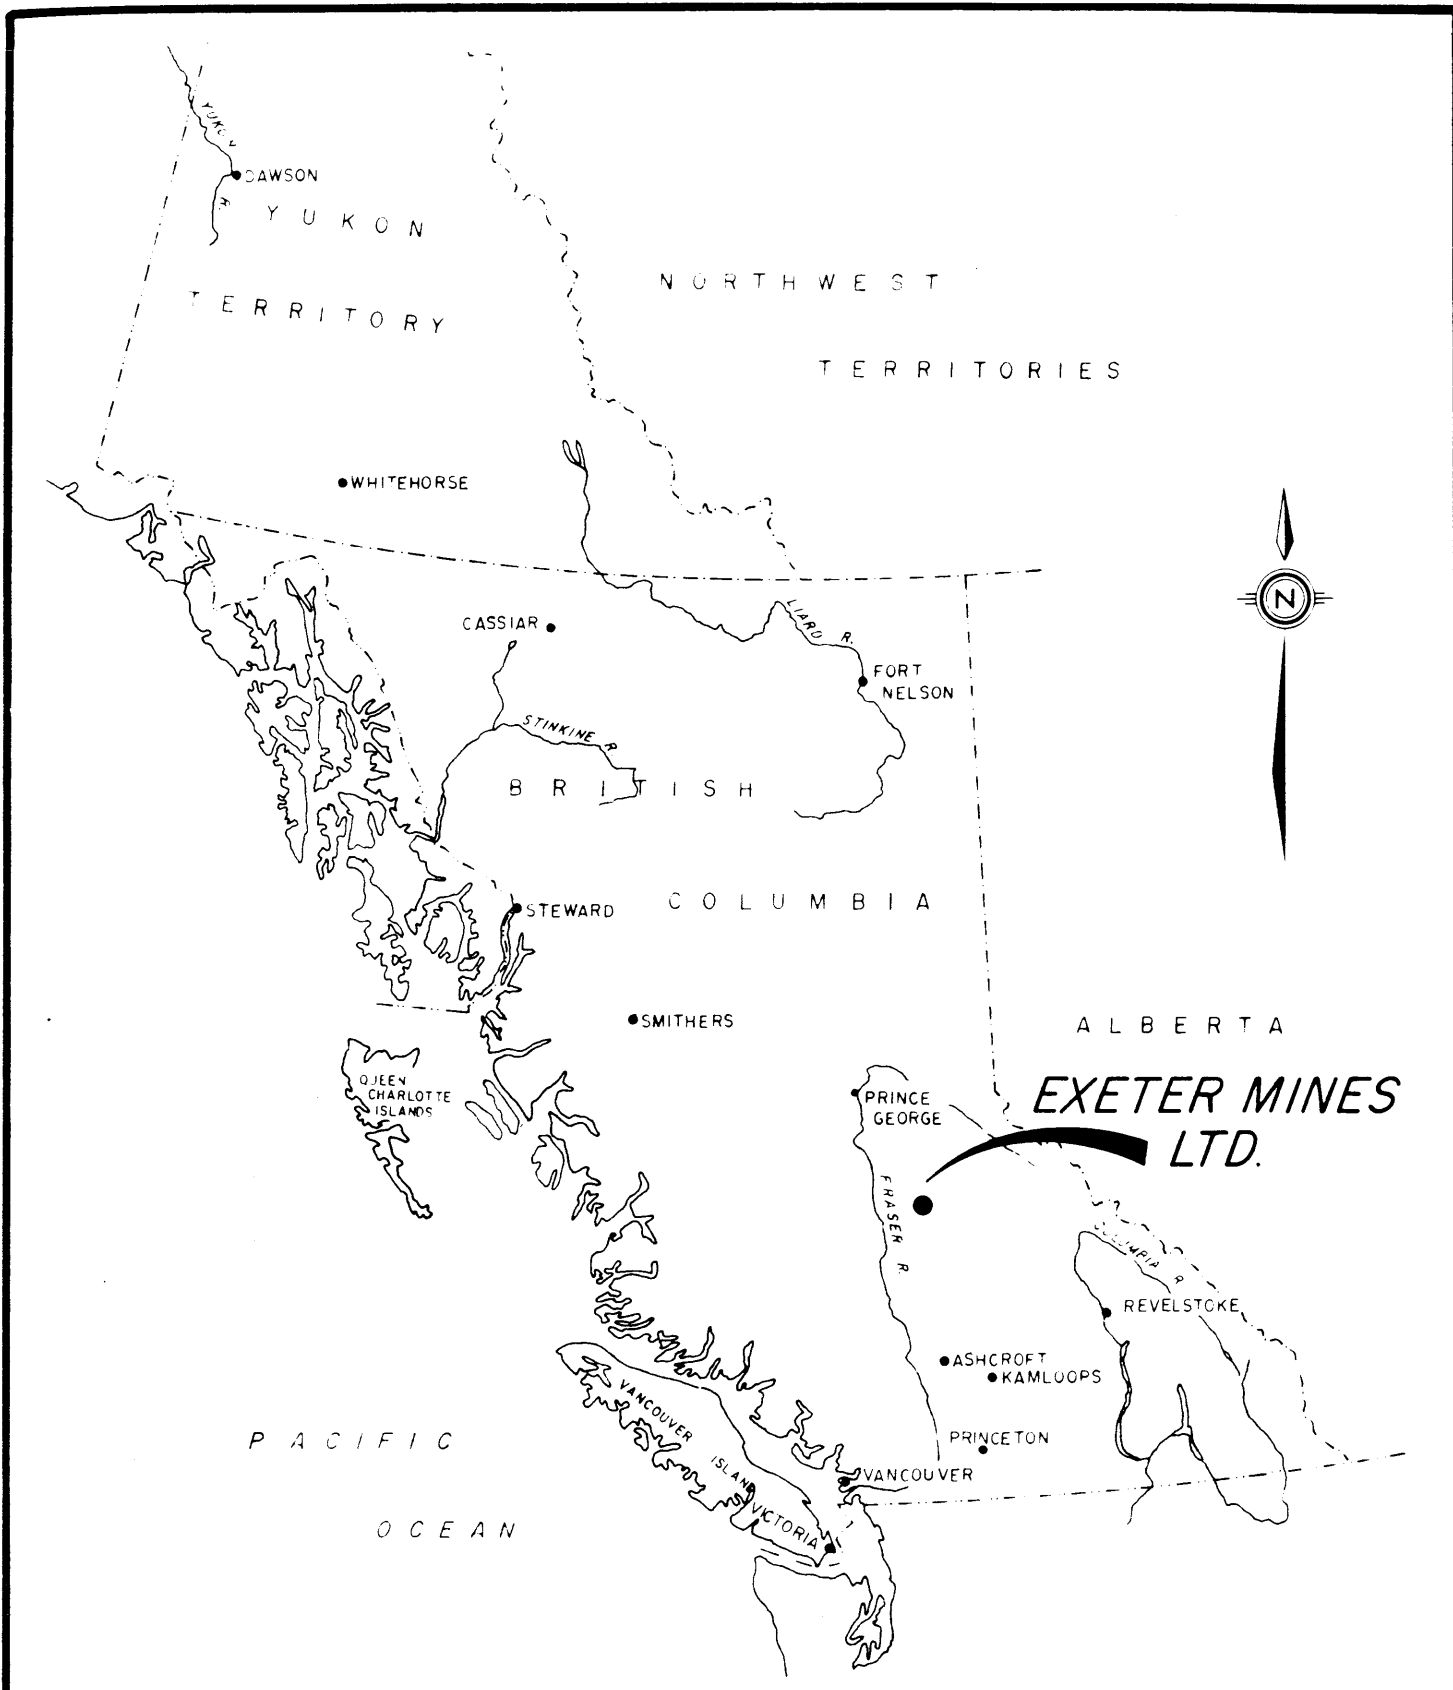 YUKON
R.
DAWSON
YUKON
TERRITORY
NORTHWEST
TERRITORIES
WHITEHORSE
N
CASSIAR
LIARD R.
FORT
NELSON
STINKINE R
BRITISH
COLUMBIA
STEWARD
SMITHERS
ALBERTA
QUEEN
CHARLOTTE
ISLANDS
PRINCE
GEORGE
EXETER MINES
LTD.
FRASER R.
COLUMBIA R
REVELSTOKE
ASHCROFT
KAMLOOPS
VANCOUVER ISLAND
PRINCETON
PACIFIC
OCEAN
VANCOUVER
VICTORIA